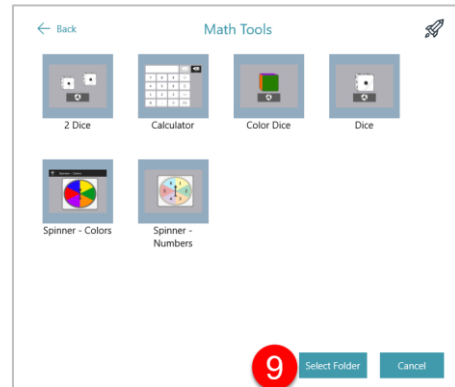 Back
Math Tools
2 Dice
Calculator
Color Dice
Dice
Spinner - Colors
Spinner -
Numbers
9
Select Folder
Cancel